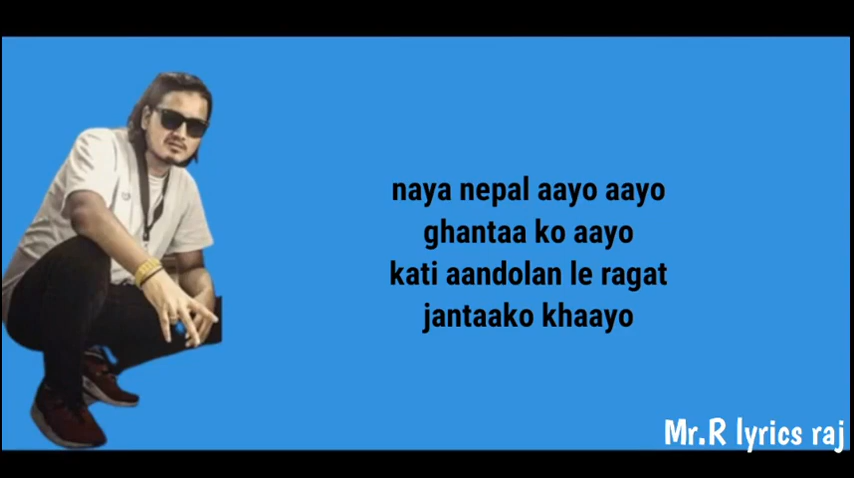 naya nepal aayo aayo
ghantaa ko aayo
kati aandolan le ragat
jantaako khaayo
Mr.R lyrics raj